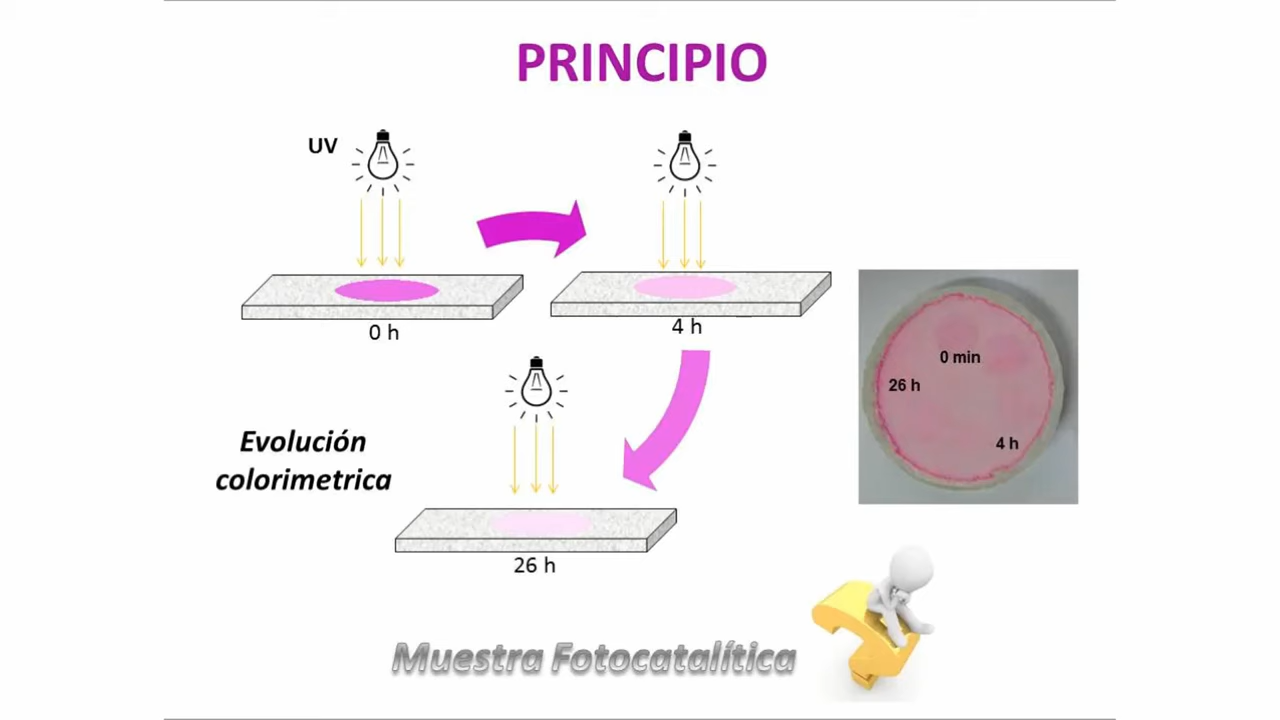 PRINCIPIO
UV
0 h
4 h
Evolución
colorimetrica
26 h
0 min
26 h
4 h
Muestra Fotocatalítica